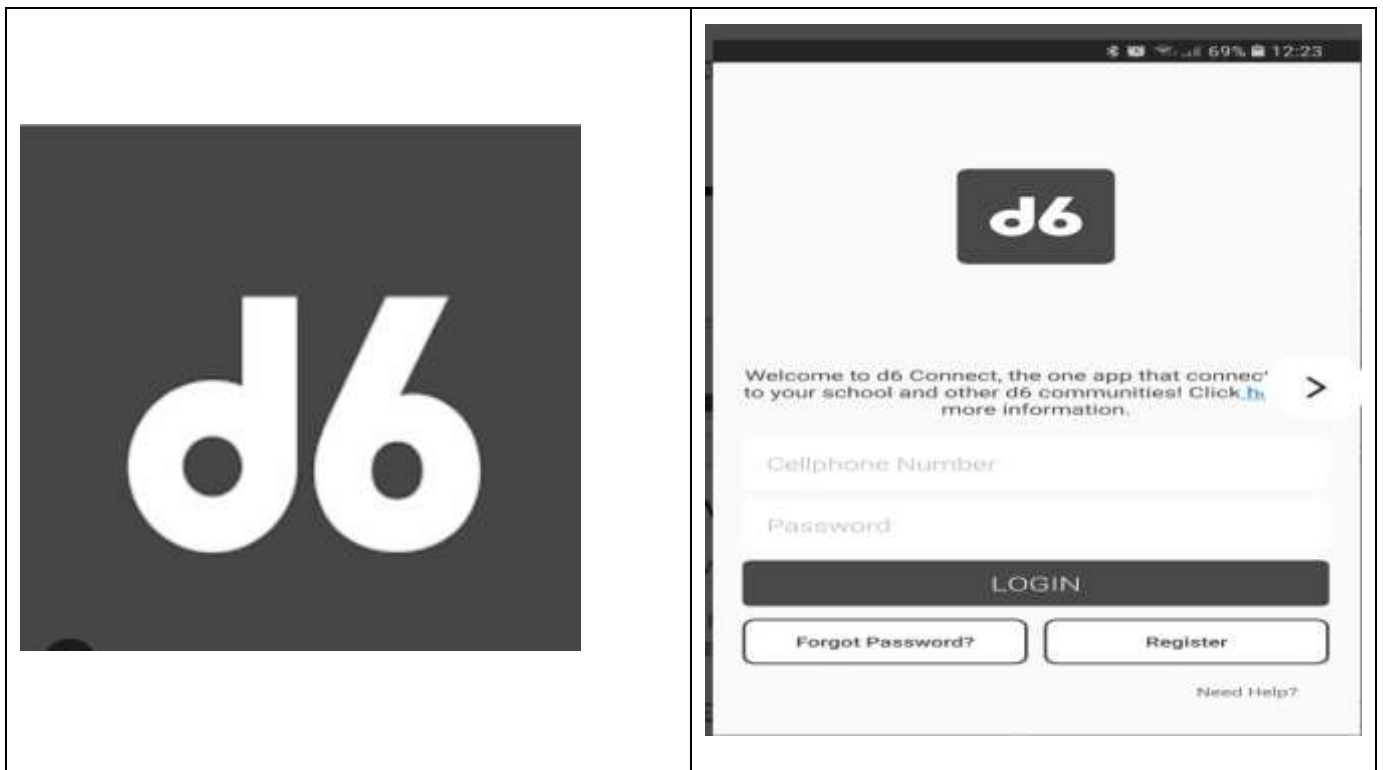 d6
69% 12:23
d6
Welcome to d6 Connect, the one app that connec
to your school and other d6 communities! Click
more information.
Cellphone Number
Password
LOGIN
Forgot Password?
Register
Need Help?